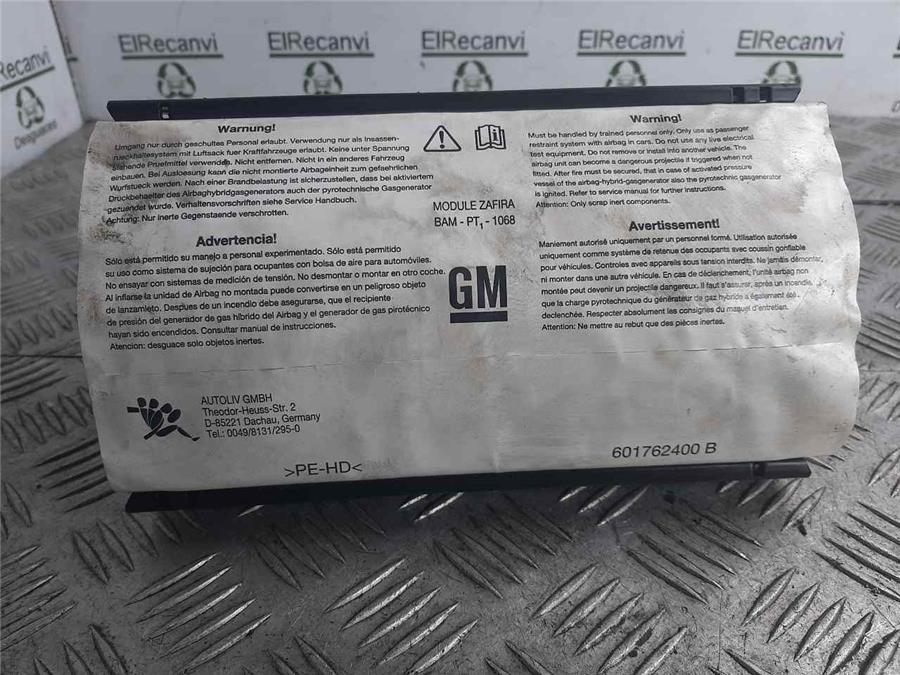 ElRecanvi
ElRecanvi
ElRecanvi
ElRecanvi
ElRecanvi
Recanvi
Desguaces
Warnung!
Umgang nur durch geschultes Personal erlaubt. Verwendung nur als Insassen-
rueckhaltesystem mit Luftsack fuer Kraftfahrzeuge erlaubt. Keine unter Spannung
stehende Pruefmittel verwenden. Nicht entfernen. Nicht in ein anderes Fahrzeug
einbauen. Bei Ausloesung kann die nicht montierte Airbageinheit zum gefaehrlichen
Wurfstueck werden. Nach einer Brandbelastung ist sicherzustellen, dass bei aktiviertem
Druckbehaelter des Airbaghybridgasgenerators auch der pyrotechnische Gasgenerator
gezuendet wurde. Verhaltensvorschriften siehe Service Handbuch.
Achtung: Nur inerte Gegenstaende verschrotten.
Advertencia!
Sólo está permitido su manejo a personal experimentado. Sólo está permitido
su uso como sistema de sujeción para ocupantes con bolsa de aire para automóviles.
No ensayar con sistemas de medición de tensión. No desmontar o montar en otro coche.
Al inflarse la unidad de Airbag no montada puede convertirse en un peligroso objeto
de lanzamieto. Despues de un incendio debe asegurarse, que el recipiente
de presión del generador de gas híbrido del Airbag y el generador de gas pirotécnico
hayan sido encendidos. Consultar manual de instrucciones.
Atencion: desguace solo objetos inertes.
MODULE ZAFIRA
BAM - PT1 - 1068
GM
Warning!
Must be handled by trained personnel only. Only use as passenger
restraint system with airbag in cars. Do not use any live electrical
test equipment. Do not remove or install into another vehicle. The
airbag unit can become a dangerous projectile if triggered when not
fitted. After fire must be secured, that in case of activated pressure
vessel of the airbag-hybrid-gasgenerator also the pyrotechnic gasgenerator
is ignited. Refer to service manual for further instructions.
Attention: Only scrap inert components.
Avertissement!
Maniement autorisé uniquement par un personnel formé. Utilisation autorisée
uniquement comme système de retenue des occupants avec coussin gonflable
pour véhicules. Controles avec appareils sous tension interdits. Ne jamais démonter,
ni monter dans une autre véhicule. En cas de déclenchement, l'unité airbag non
montée peut devenir un projectile dangereux. Il faut s'assurer, après un incendie,
que la charge pyrotechnique du générateur de gaz hybride a également été
declenchée. Respecter absolument les consignes du manuel d'entretien.
Attention: Ne mettre au rebut que des pièces inertes.
AUTOLIV GMBH
Theodor-Heuss-Str. 2
D-85221 Dachau, Germany
Tel.: 0049/8131/295-0
>PE-HD<
601762400 B